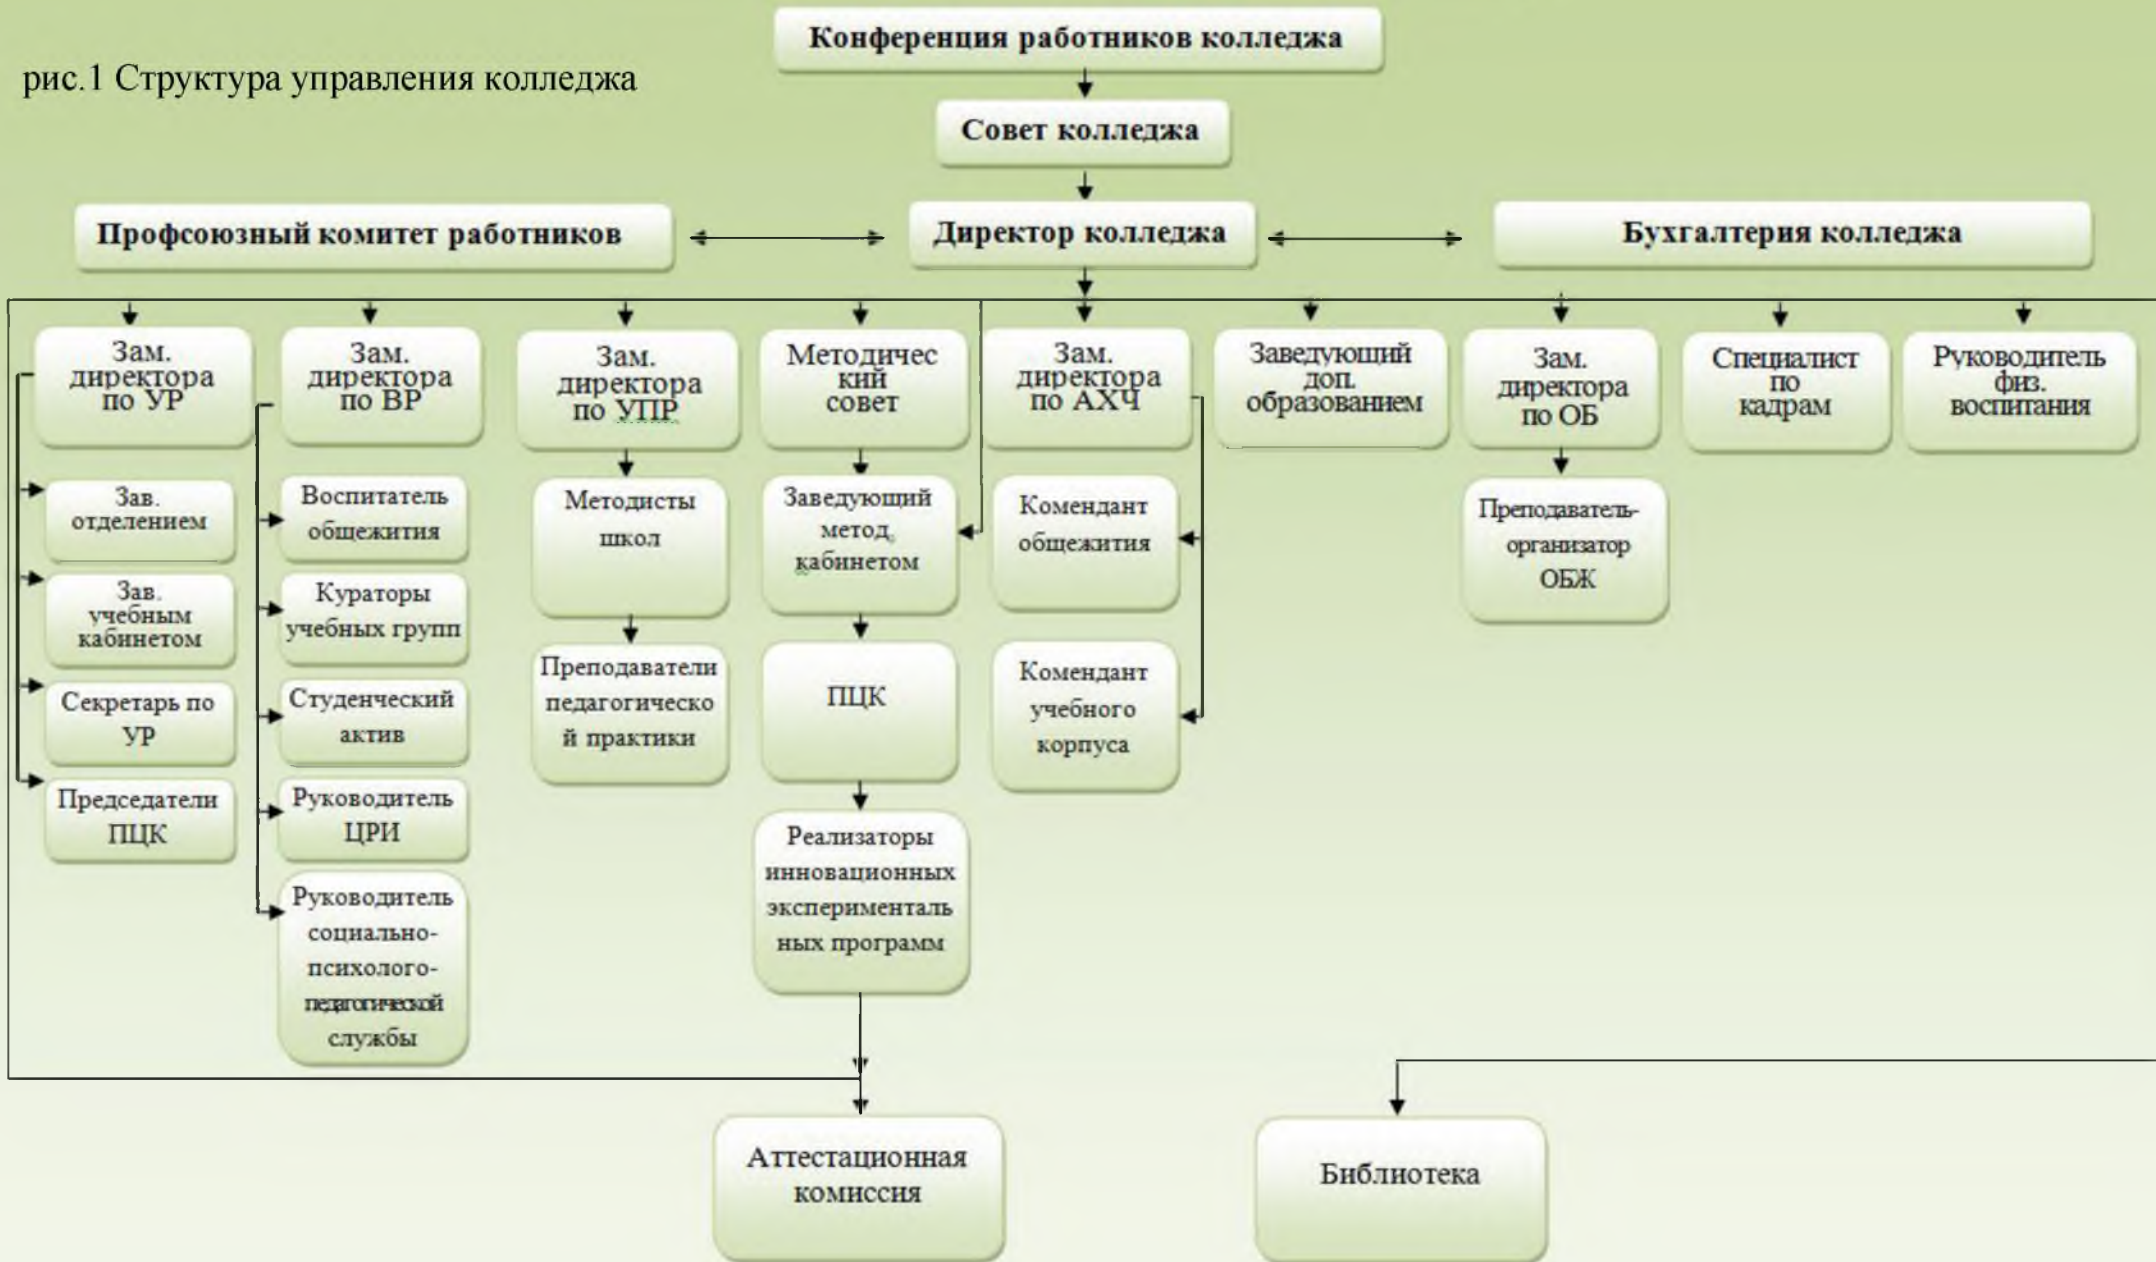 Конференция работников колледжа
рис.1 Структура управления колледжа
Совет колледжа
Профсоюзный комитет работников
Директор колледжа
Бухгалтерия колледжа
Зам.
директора
по УР
Зам.
директора
по ВР
Зам.
директора
по УПР
Методичес
кий
совет
Зам.
директора
по АХЧ
Заведующий
доп.
образованием
Зам.
директора
по ОБ
Специалист
по
кадрам
Руководитель
физ.
воспитания
Зав.
отделением
Зав.
учебным
кабинетом
Секретарь по
УР
Председатели
ПЦК
Воспитатель
общежития
Кураторы
учебных групп
Студенческий
актив
Руководитель
ЦРИ
Руководитель
социально-
психолого-
педагогической
службы
Методисты
школ
Преподаватели
педагогическо
й практики
Заведующий
метод,
кабинетом
ПЦК
Реализаторы
инновационных
эксперименталь
ных программ
Комендант
общежития
Комендант
учебного
корпуса
Преподаватель-
организатор
ОБЖ
Аттестационная
комиссия
Библиотека